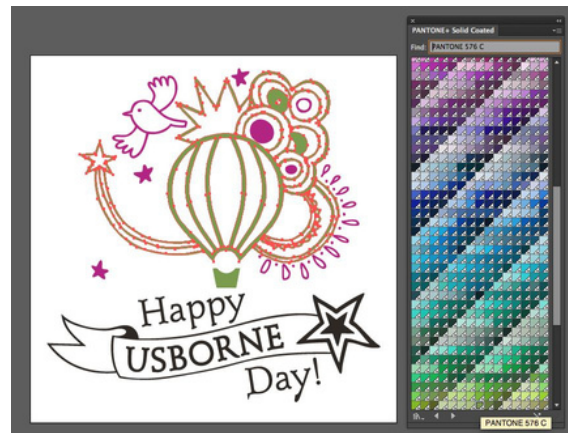 PANTONE+ Solid Coated
Find: PANTONE 576 C
Happy
USBORNE
Day!
PANTONE 576 C